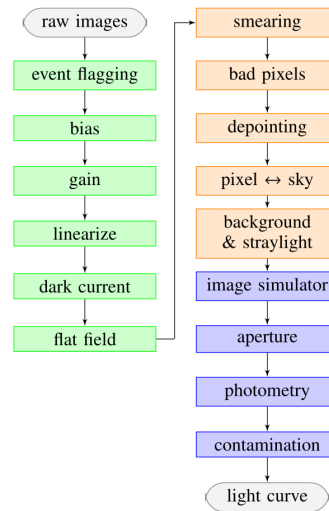 raw images
event flagging
bias
gain
linearize
dark current
flat field
smearing
bad pixels
depointing
pixel ↔ sky
background
& straylight
image simulator
aperture
photometry
contamination
light curve